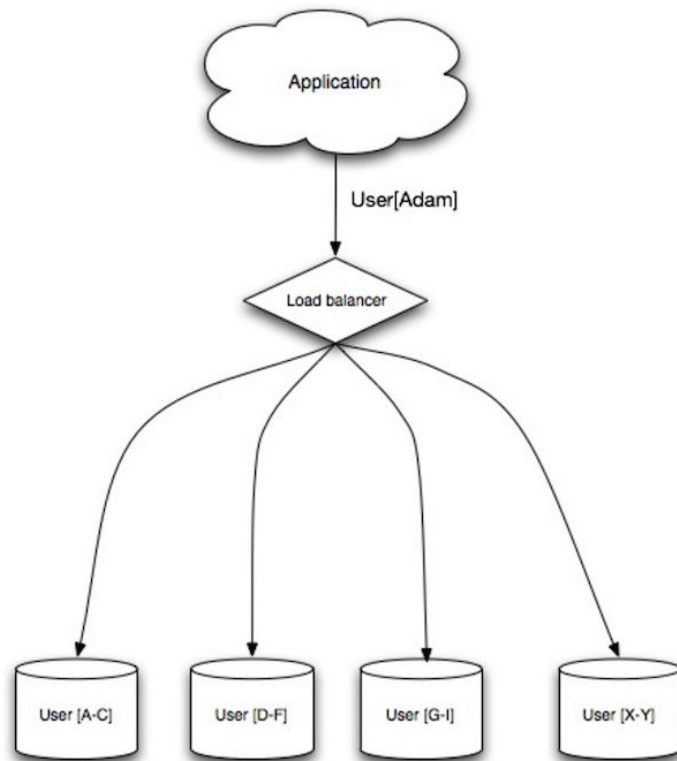 Application
User[Adam]
Load balancer
User [A-C]
User [D-F]
User [G-I]
User [X-Y]